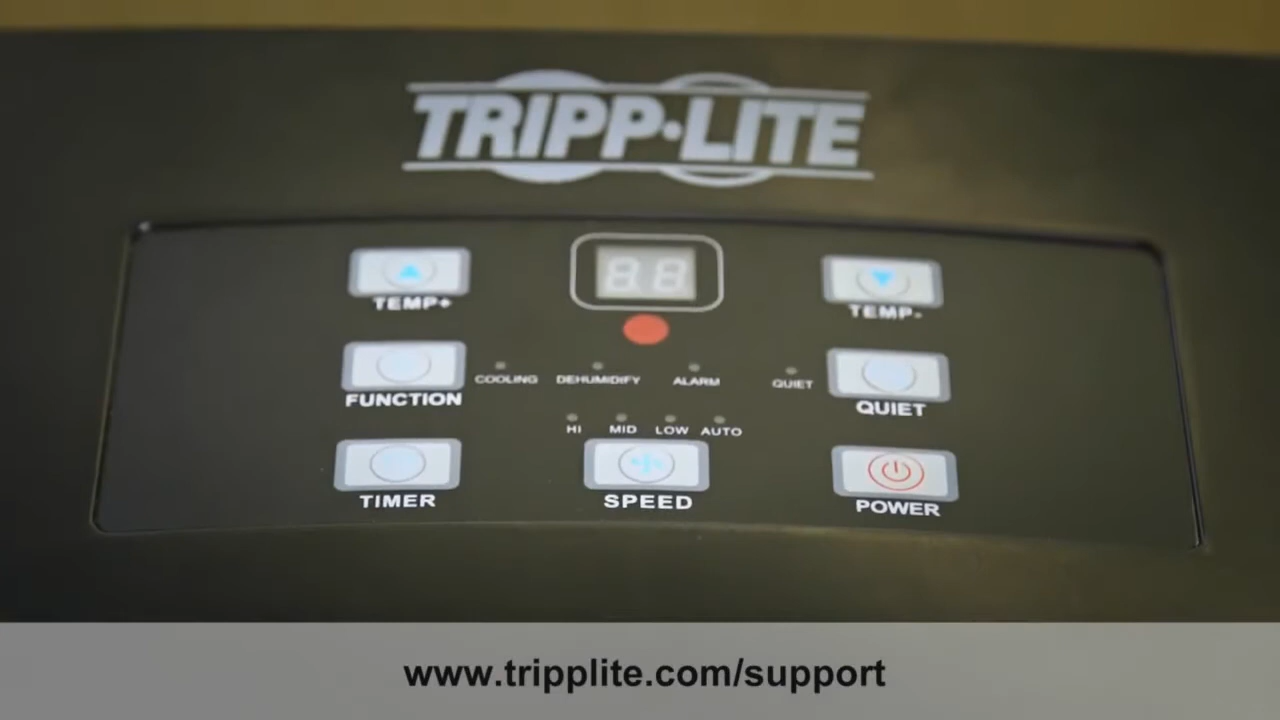 TRIPP·LITE
88
TEMP+
TEMP-
COOLING DEHUMIDIFY ALARM QUIET
FUNCTION
QUIET
HI MID LOW AUTO
TIMER
SPEED
POWER
www.tripplite.com/support